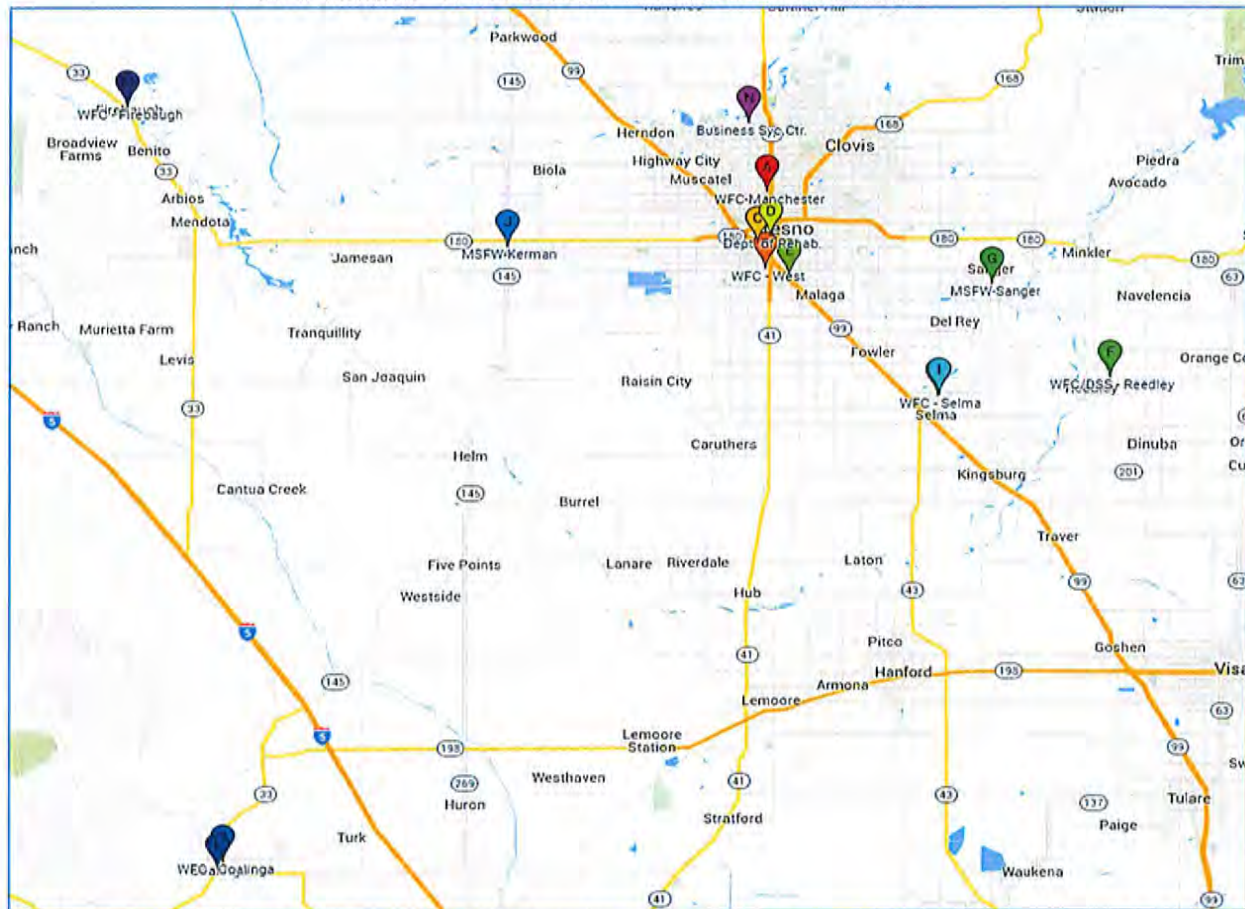 Parkwood
99
145
168
33
N
Firebaugh
WFC - Firebaugh
Business Svc Ctr.
168
Herndon
Clovis
Broadview
Farms
Benito
Highway City
Muscatel
Biola
Piedra
33
A
Avocado
Arbios
WFC-Manchester
Mendota
J
C
D
180
180
180
180
MSFW-Kerman
Dept of Rehab.
Minkler
Jamesan
145
E
G
Sanger
180
63
WFC - West
MSFW-Sanger
Malaga
Navelencia
Ranch
Murietta Farm
Tranquillity
41
99
Del Rey
Levis
Fowler
F
San Joaquin
Raisin City
I
WFC/DSS - Reedley
Reedley
33
WFC - Selma
Selma
5
Caruthers
Dinuba
Helm
201
Kingsburg
Cantua Creek
145
Burrel
Traver
Five Points
Lanare
Riverdale
Laton
99
Westside
Hub
43
5
Pitco
Goshen
41
Hanford
198
Visa
145
Armona
Lemoore
63
5
198
Lemoore
Station
99
Westhaven
269
41
33
Huron
43
137
Tulare
Stratford
Paige
Turk
Waukena
41
99